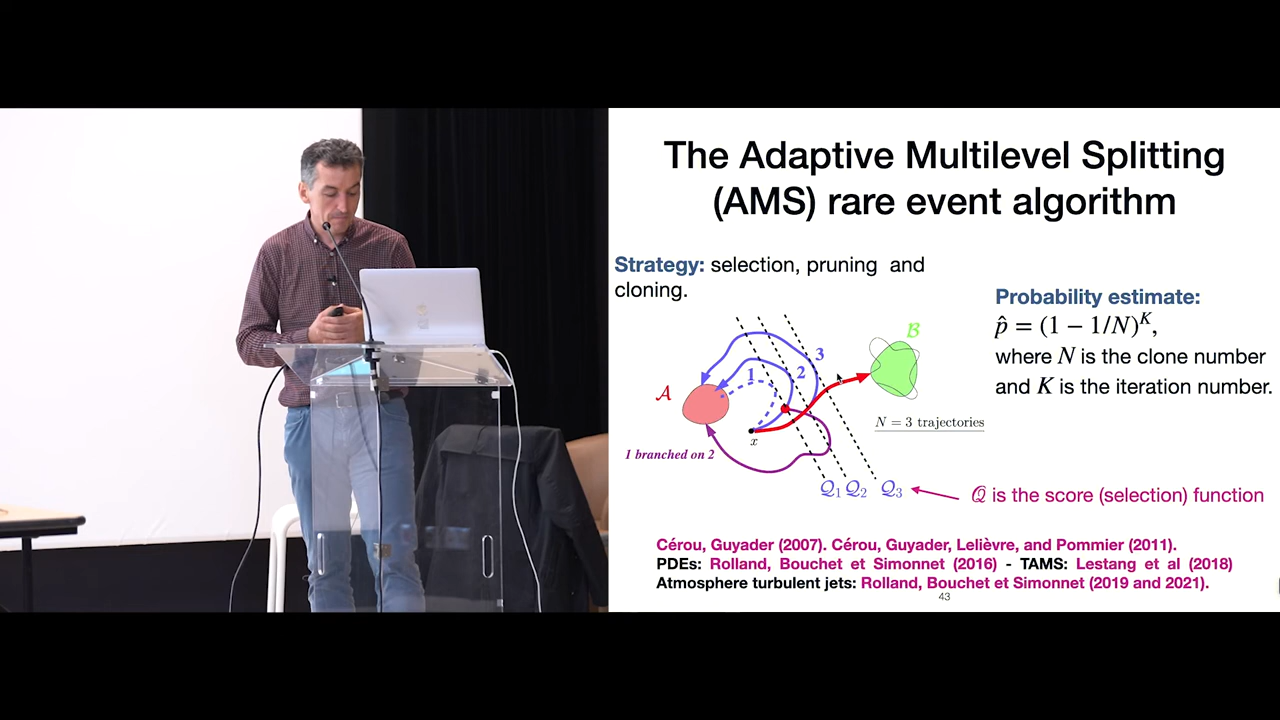 The Adaptive Multilevel Splitting
(AMS) rare event algorithm
Strategy: selection, pruning and
cloning.
Probability estimate:
p̂ = (1 − 1/N)^K,
where N is the clone number
and K is the iteration number.
A
B
1
2
3
x
N = 3 trajectories
1 branched on 2
Q1 Q2 Q3
Q is the score (selection) function
Cérou, Guyader (2007). Cérou, Guyader, Lelièvre, and Pommier (2011).
PDEs: Rolland, Bouchet et Simonnet (2016) - TAMS: Lestang et al (2018)
Atmosphere turbulent jets: Rolland, Bouchet et Simonnet (2019 and 2021).
43